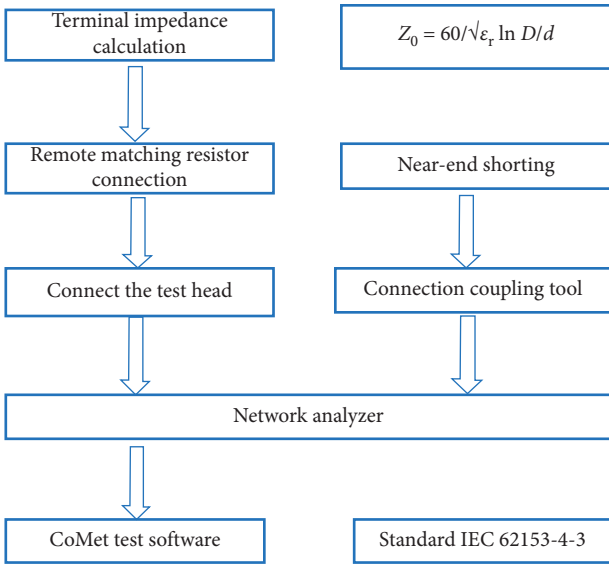 Terminal impedance
calculation
Z₀ = 60/√εᵣ ln D/d
Remote matching resistor
connection
Near-end shorting
Connect the test head
Connection coupling tool
Network analyzer
CoMet test software
Standard IEC 62153-4-3